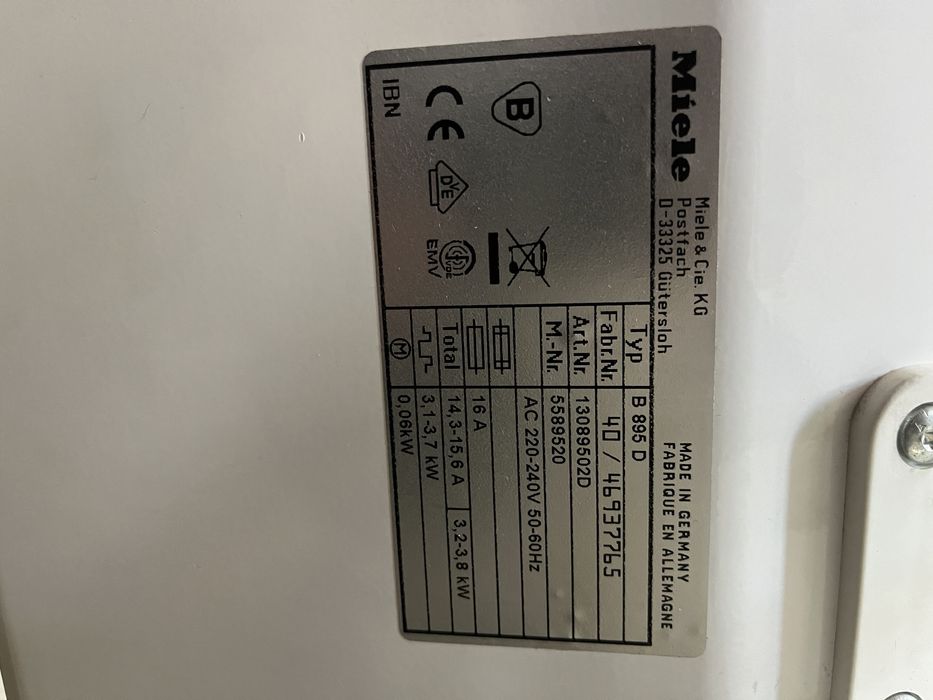 Miele
Miele & Cie. KG
Postfach
D-33325 Gütersloh
MADE IN GERMANY
FABRIQUE EN ALLEMAGNE
Typ B 895 D
Fabr.Nr. 40 / 46937765
Art.Nr. 13089502D
M.-Nr. 5589520
AC 220-240V 50-60Hz
16 A
Total 14,3-15,6 A 3,2-3,8 kW
3,1-3,7 kW
M 0,06kW
B
CE
DVE
VDE
EMV
IBN